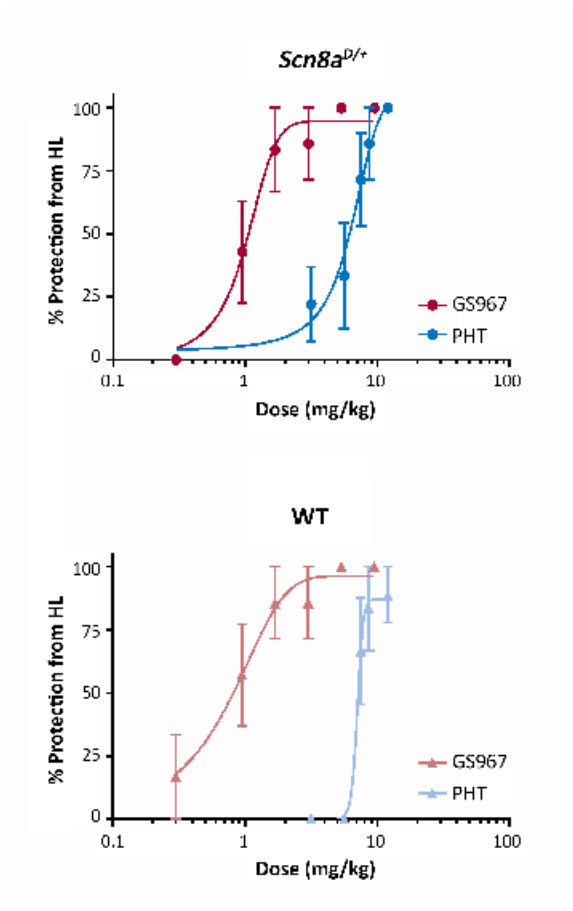 Scn8aᴰ/⁺
100
75
50
25
0
% Protection from HL
GS967
PHT
0.1 1 10 100
Dose (mg/kg)
WT
100
75
50
25
0
% Protection from HL
GS967
PHT
0.1 1 10 100
Dose (mg/kg)